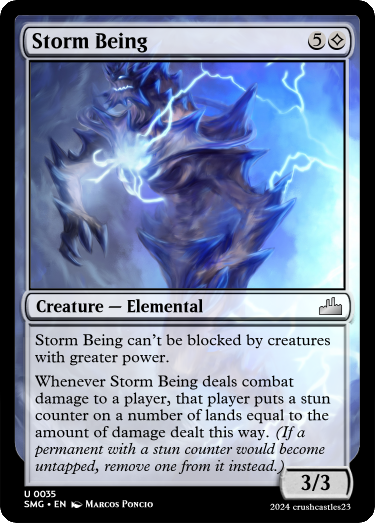 Storm Being
5
Creature — Elemental
Storm Being can't be blocked by creatures
with greater power.
Whenever Storm Being deals combat
damage to a player, that player puts a stun
counter on a number of lands equal to the
amount of damage dealt this way. (If a
permanent with a stun counter would become
untapped, remove one from it instead.)
3/3
U 0035
SMG • EN Marcos Poncio
2024 crushcastles23